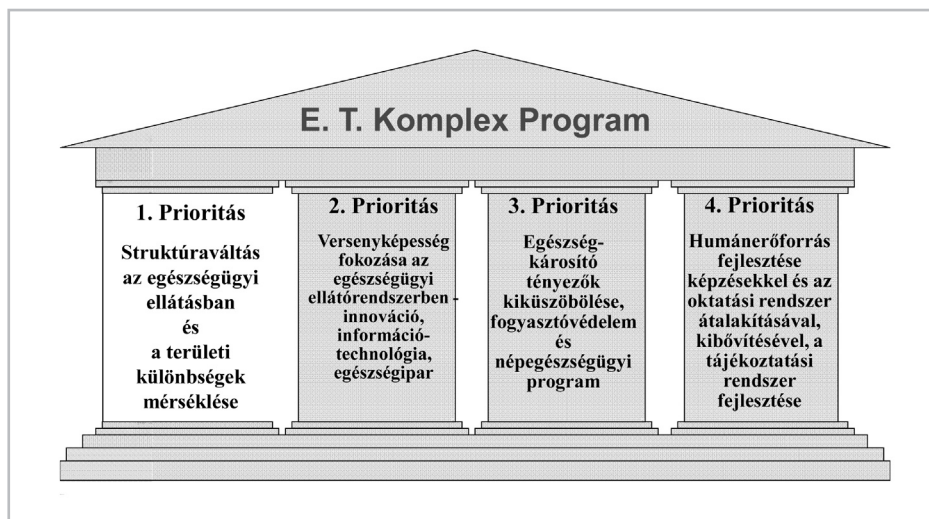 E. T. Komplex Program
1. Prioritás
Struktúraváltás
az egészségügyi
ellátásban
és
a területi
különbségek
mérséklése
2. Prioritás
Versenyképesség
fokozása az
egészségügyi
ellátórendszerben -
innováció,
információ-
technológia,
egészségipar
3. Prioritás
Egészség-
károsító
tényezők
kiküszöbölése,
fogyasztóvédelem
és
népegészségügyi
program
4. Prioritás
Humánerőforrás
fejlesztése
képzésekkel és az
oktatási rendszer
átalakításával,
kibővítésével, a
tájékoztatási
rendszer
fejlesztése